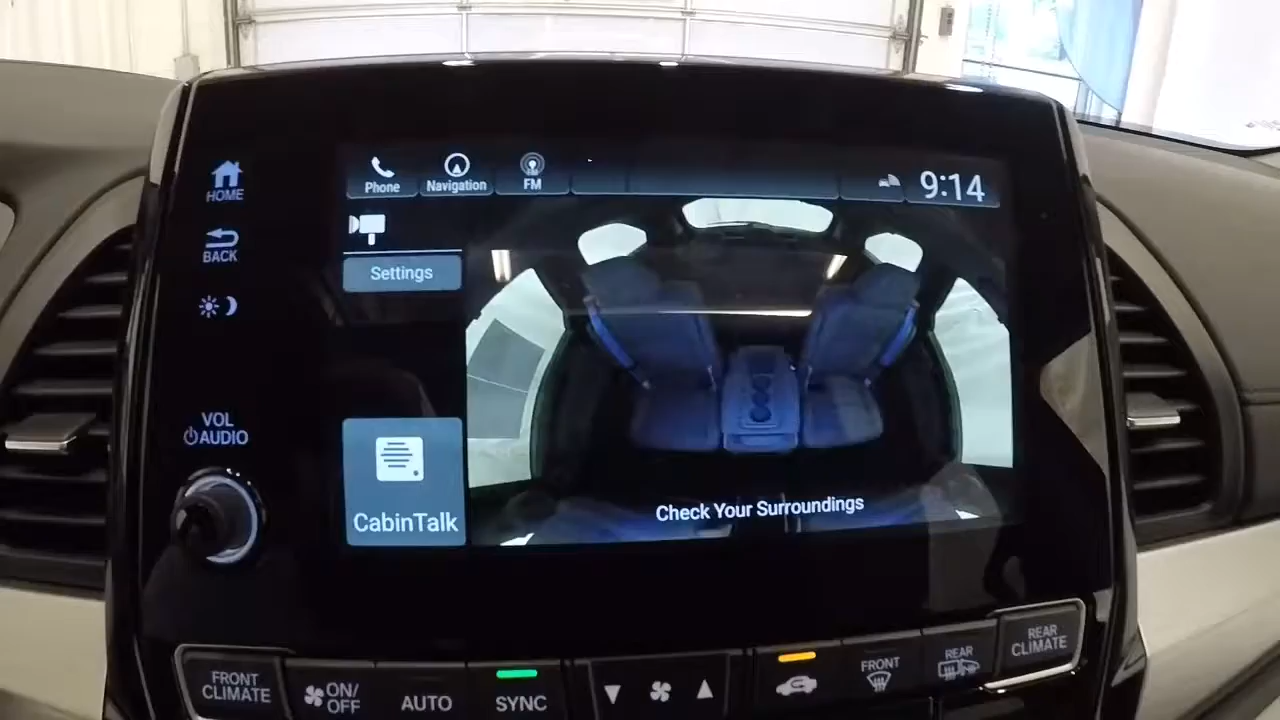 HOME
BACK
VOL
AUDIO
Phone
Navigation
FM
9:14
Settings
CabinTalk
Check Your Surroundings
FRONT
CLIMATE
ON/
OFF
AUTO
SYNC
FRONT
REAR
REAR
CLIMATE